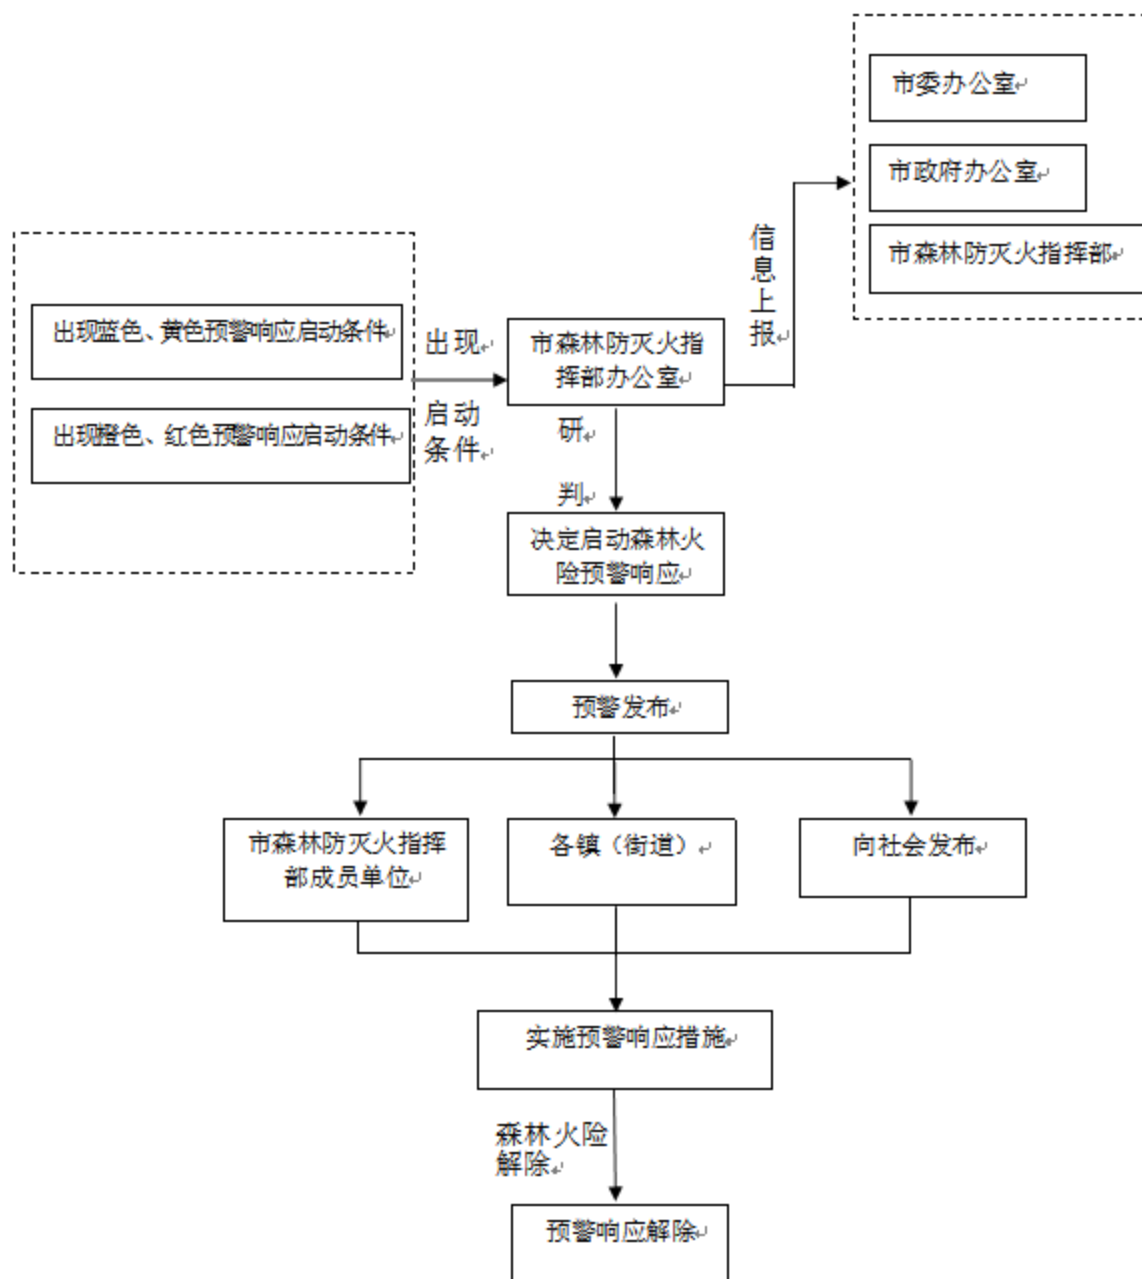 市委办公室
市政府办公室
市森林防灭火指挥部
信
息
上
报
出现蓝色、黄色预警响应启动条件
出现橙色、红色预警响应启动条件
出现
启动
条件
市森林防灭火指
挥部办公室
研
判
决定启动森林火
险预警响应
预警发布
市森林防灭火指挥
部成员单位
各镇（街道）
向社会发布
实施预警响应措施
森林火险
解除
预警响应解除